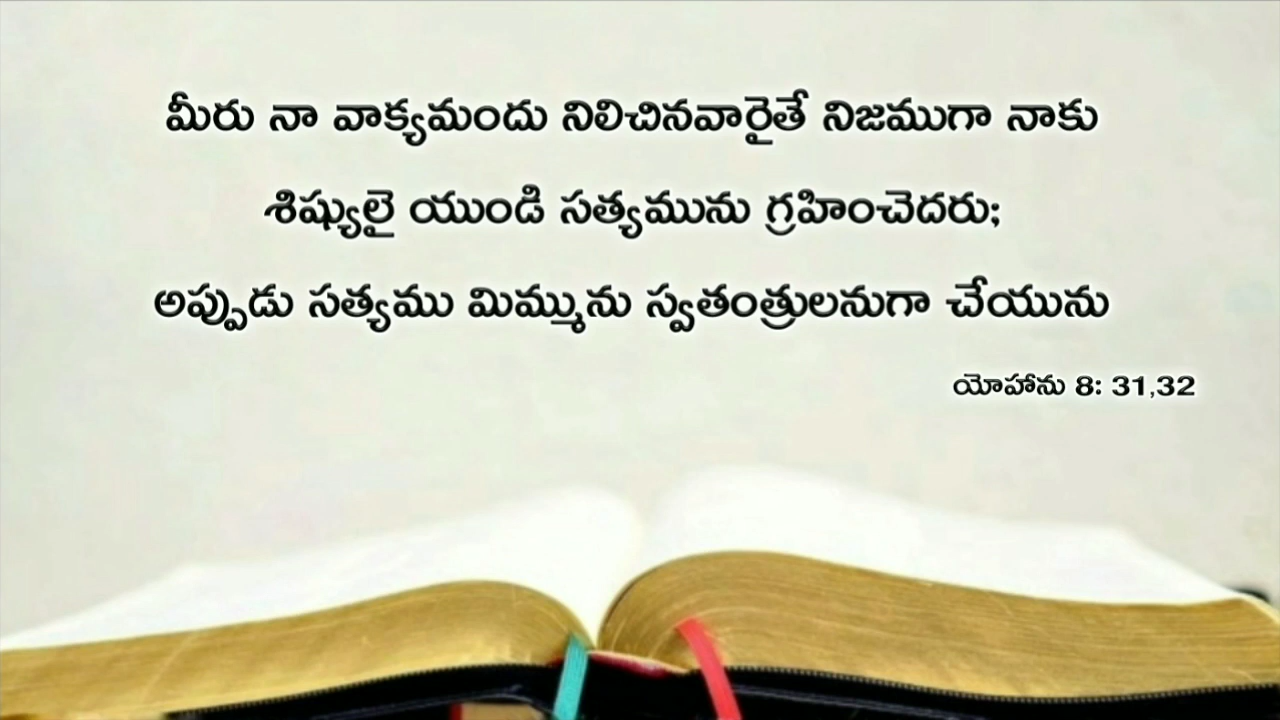 మీరు నా వాక్యమందు నిలిచినవారైతే నిజముగా నాకు
శిష్యులై యుండి సత్యమును గ్రహించెదరు;
అప్పుడు సత్యము మిమ్మును స్వతంత్రులనుగా చేయును
యోహాను 8: 31,32